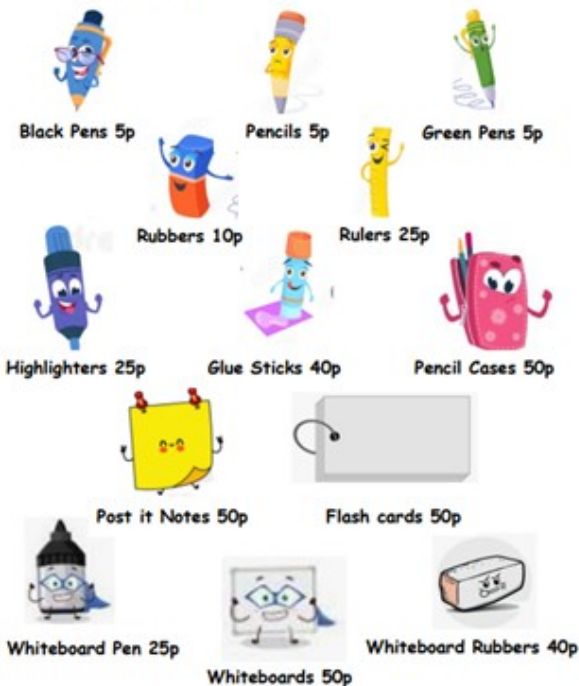 Black Pens 5p
Pencils 5p
Green Pens 5p
Rubbers 10p
Rulers 25p
Highlighters 25p
Glue Sticks 40p
Pencil Cases 50p
Post it Notes 50p
Flash cards 50p
Whiteboard Pen 25p
Whiteboards 50p
Whiteboard Rubbers 40p